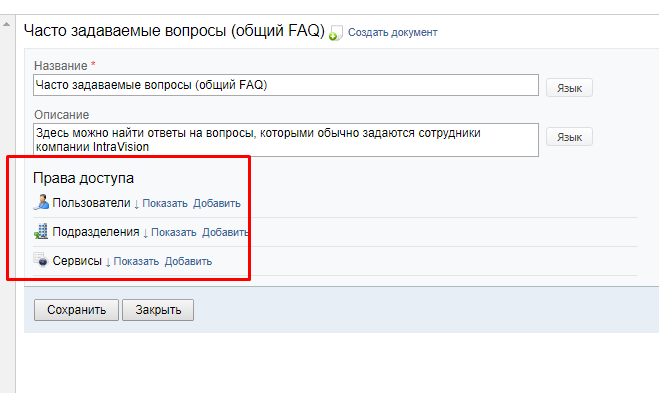 Часто задаваемые вопросы (общий FAQ) Создать документ
Название *
Часто задаваемые вопросы (общий FAQ) Язык
Описание
Здесь можно найти ответы на вопросы, которыми обычно задаются сотрудники
компании IntraVision Язык
Права доступа
Пользователи ↓ Показать Добавить
Подразделения ↓ Показать Добавить
Сервисы ↓ Показать Добавить
Сохранить Закрыть